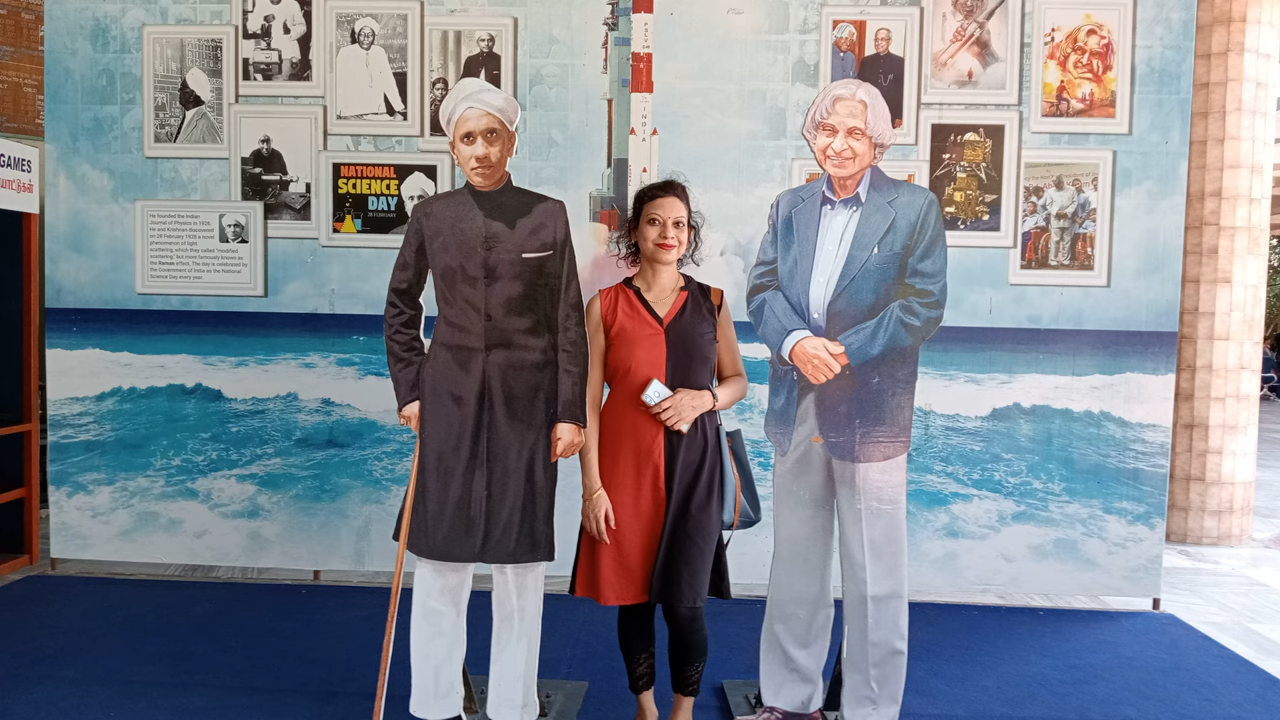 GAMES
விளையாட்டுகள்
NATIONAL
SCIENCE
DAY
28 FEBRUARY
He founded the Indian
Journal of Physics in 1926.
He and Krishnan discovered
on 28 February 1928 a novel
phenomenon of light
scattering, which they called "modified
scattering," but more famously known as
the Raman effect. The day is celebrated by
the Government of India as the National
Science Day every year.
PSLV
INDIA